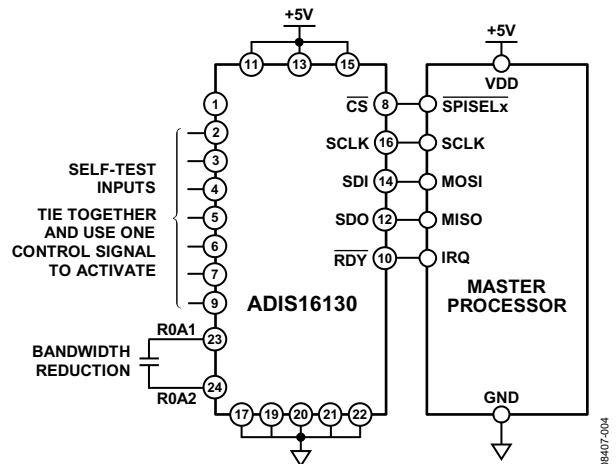 +5V
+5V
11
13
15
VDD
1
CS
8
SPISELx
2
SCLK
16
SCLK
3
SELF-TEST
INPUTS
4
SDI
14
MOSI
TIE TOGETHER
AND USE ONE
CONTROL SIGNAL
TO ACTIVATE
5
SDO
12
MISO
6
RDY
10
IRQ
7
9
ADIS16130
MASTER
PROCESSOR
R0A1
23
BANDWIDTH
REDUCTION
R0A2
24
GND
17
19
20
21
22
08407-004